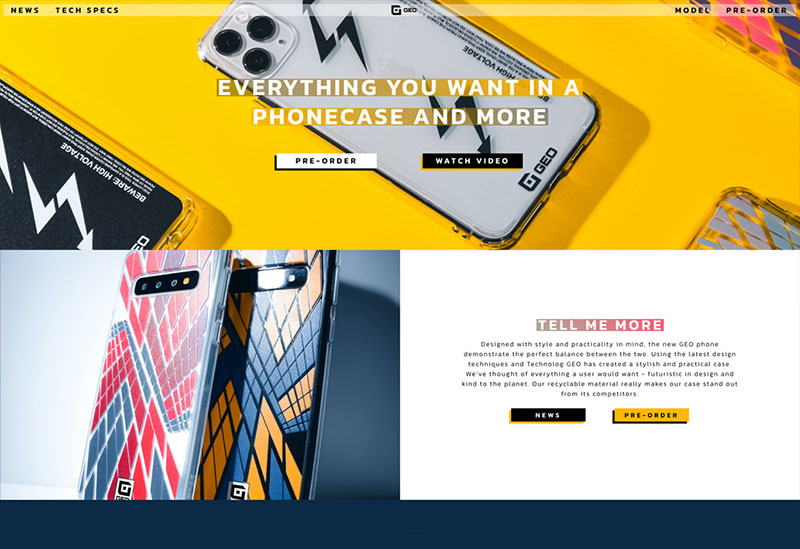 NEWS TECH SPECS GEO MODEL PRE-ORDER
EVERYTHING YOU WANT IN A
PHONECASE AND MORE
PRE-ORDER WATCH VIDEO
BEWARE: HIGH VOLTAGE
GEO
BEWARE: HIGH VOLTAGE
GEO
TELL ME MORE
Designed with style and practicality in mind, the new GEO phone
demonstrate the perfect balance between the two. Using the latest design
techniques and Technolog GEO has created a stylish and practical case.
We've thought of everything a user would want – futuristic in design and
kind to the planet. Our recyclable material really makes our case stand out
from its competitors
NEWS PRE-ORDER
GEO
GEO